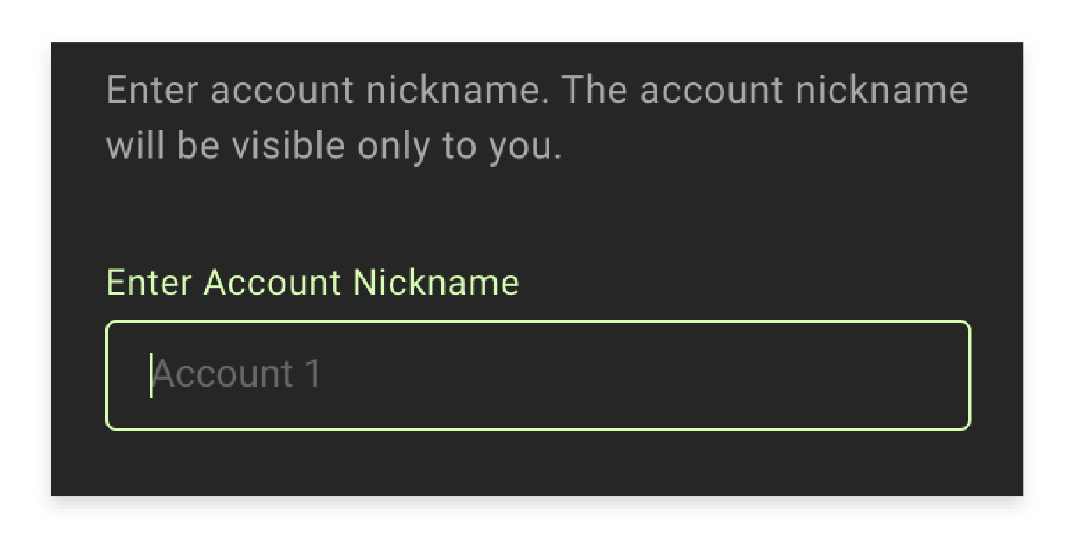 Enter account nickname. The account nickname
will be visible only to you.
Enter Account Nickname
Account 1